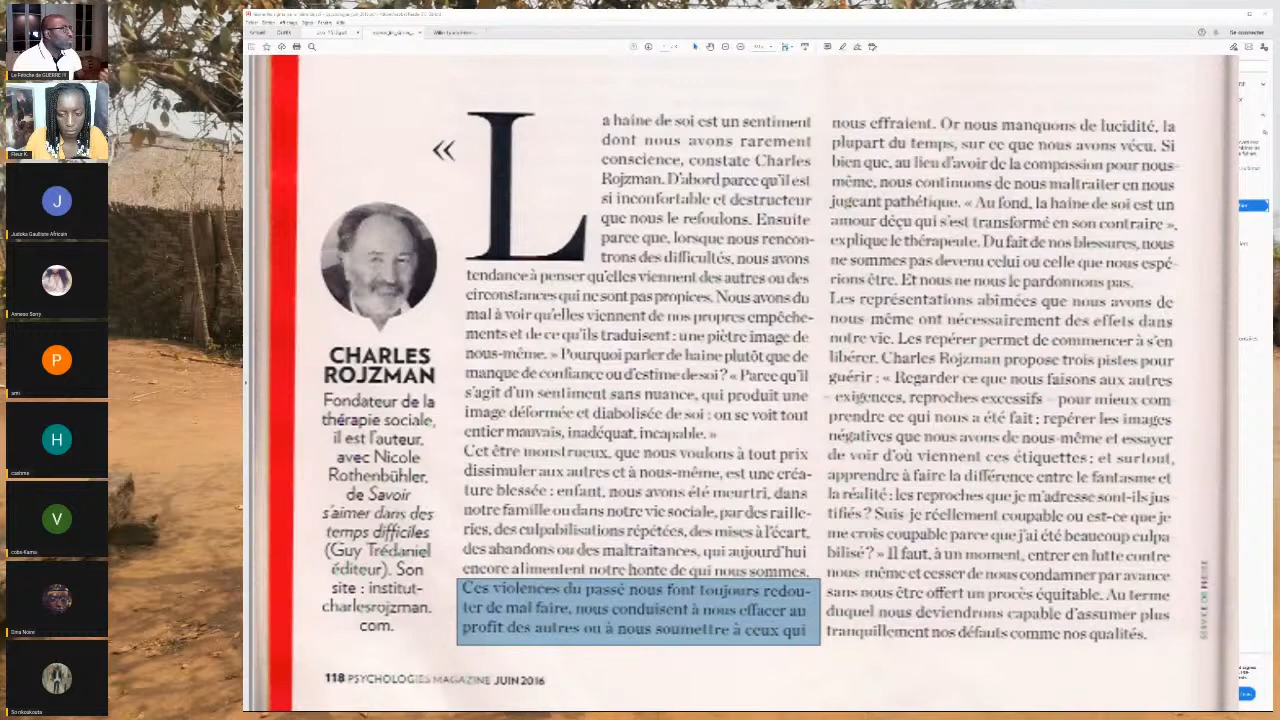 Le Fétiche de GUERRE III
Fleur K.
J
Judoka Gaulliste Africain
P
H
V
Se connecter
«
CHARLES
ROJZMAN
Fondateur de la
thérapie sociale,
il est l'auteur,
avec Nicole
Rothenbühler,
de Savoir
s'aimer dans des
temps difficiles
(Guy Trédaniel
éditeur). Son
site : institut-
charlesrojzman.
com.
La haine de soi est un sentiment
dont nous avons rarement
conscience, constate Charles
Rojzman. D'abord parce qu'il est
si inconfortable et destructeur
que nous le refoulons. Ensuite
parce que, lorsque nous rencon-
trons des difficultés, nous avons
tendance à penser qu'elles viennent des autres ou des
circonstances qui ne sont pas propices. Nous avons du
mal à voir qu'elles viennent de nos propres empêche-
ments et de ce qu'ils traduisent : une piètre image de
nous-même. » Pourquoi parler de haine plutôt que de
manque de confiance ou d'estime de soi ? « Parce qu'il
s'agit d'un sentiment sans nuance, qui produit une
image déformée et diabolisée de soi : on se voit tout
entier mauvais, inadéquat, incapable. »
Cet être monstrueux, que nous voulons à tout prix
dissimuler aux autres et à nous-même, est une créa-
ture blessée : enfant, nous avons été meurtri, dans
notre famille ou dans notre vie sociale, par des raille-
ries, des culpabilisations répétées, des mises à l'écart,
des abandons ou des maltraitances, qui aujourd'hui
encore alimentent notre honte de qui nous sommes.
Ces violences du passé nous font toujours redou-
ter de mal faire, nous conduisent à nous effacer au
profit des autres ou à nous soumettre à ceux qui
nous effraient. Or nous manquons de lucidité, la
plupart du temps, sur ce que nous avons vécu. Si
bien que, au lieu d'avoir de la compassion pour nous-
même, nous continuons de nous maltraiter en nous
jugeant pathétique. « Au fond, la haine de soi est un
amour déçu qui s'est transformé en son contraire »,
explique le thérapeute. Du fait de nos blessures, nous
ne sommes pas devenu celui ou celle que nous espé-
rions être. Et nous ne nous le pardonnons pas.
Les représentations abîmées que nous avons de
nous-même ont nécessairement des effets dans
notre vie. Les repérer permet de commencer à s'en
libérer. Charles Rojzman propose trois pistes pour
guérir : « Regarder ce que nous faisons aux autres
– exigences, reproches excessifs – pour mieux com-
prendre ce qui nous a été fait ; repérer les images
négatives que nous avons de nous-même et essayer
de voir d'où viennent ces étiquettes ; et surtout,
apprendre à faire la différence entre le fantasme et
la réalité : les reproches que je m'adresse sont-ils jus-
tifiés ? Suis-je réellement coupable ou est-ce que je
me crois coupable parce que j'ai été beaucoup culpa-
bilisé ? » Il faut, à un moment, entrer en lutte contre
nous-même et cesser de nous condamner par avance
sans nous être offert un procès équitable. Au terme
duquel nous deviendrons capable d'assumer plus
tranquillement nos défauts comme nos qualités.
SERVICE DE PRESSE
118 PSYCHOLOGIES MAGAZINE JUIN 2016